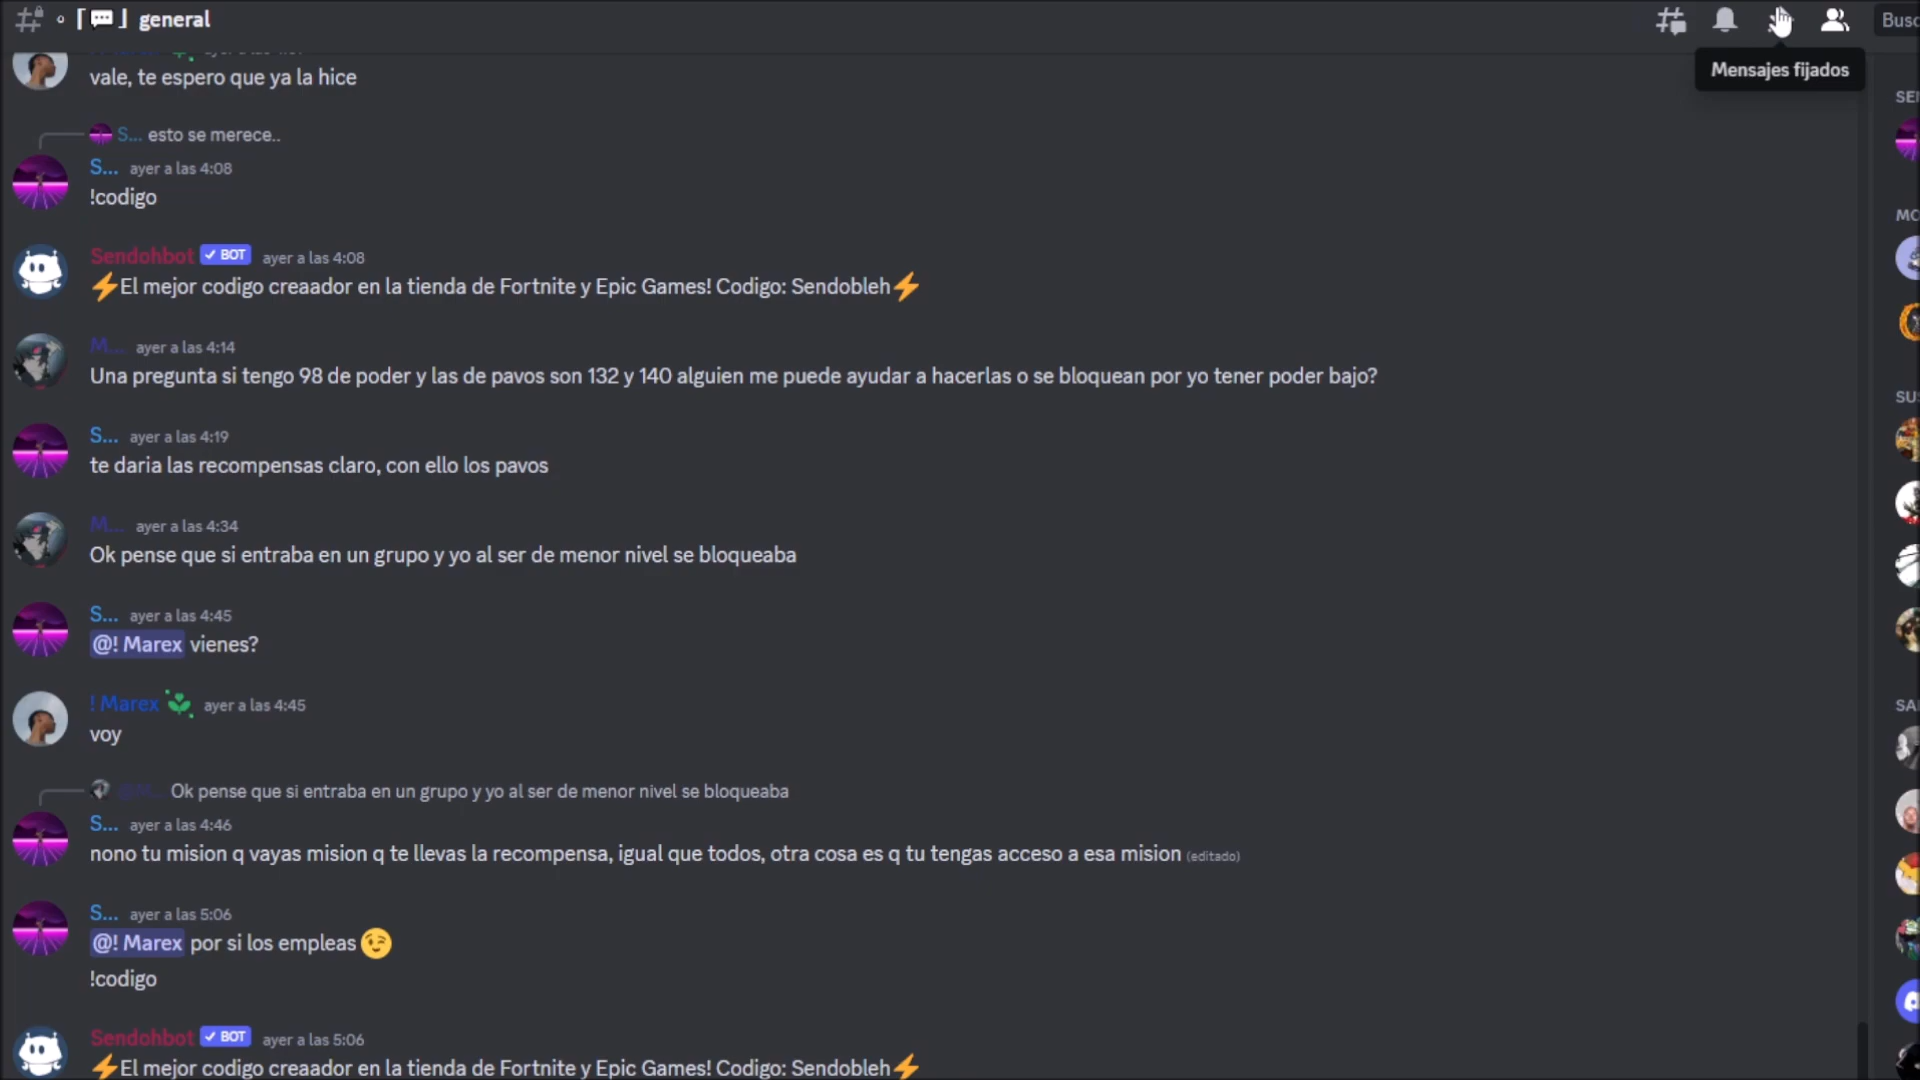 general
Busc
Mensajes fijados
vale, te espero que ya la hice
S... esto se merece..
S... ayer a las 4:08
!codigo
Sendohbot ✓ BOT ayer a las 4:08
⚡El mejor codigo creaador en la tienda de Fortnite y Epic Games! Codigo: Sendobleh⚡
M... ayer a las 4:14
Una pregunta si tengo 98 de poder y las de pavos son 132 y 140 alguien me puede ayudar a hacerlas o se bloquean por yo tener poder bajo?
S... ayer a las 4:19
te daria las recompensas claro, con ello los pavos
M... ayer a las 4:34
Ok pense que si entraba en un grupo y yo al ser de menor nivel se bloqueaba
S... ayer a las 4:45
@! Marex vienes?
! Marex ayer a las 4:45
voy
@M... Ok pense que si entraba en un grupo y yo al ser de menor nivel se bloqueaba
S... ayer a las 4:46
nono tu mision q vayas mision q te llevas la recompensa, igual que todos, otra cosa es q tu tengas acceso a esa mision (editado)
S... ayer a las 5:06
@! Marex por si los empleas 😉
!codigo
Sendohbot ✓ BOT ayer a las 5:06
⚡El mejor codigo creaador en la tienda de Fortnite y Epic Games! Codigo: Sendobleh⚡
SEI
MO
SUS
SAI